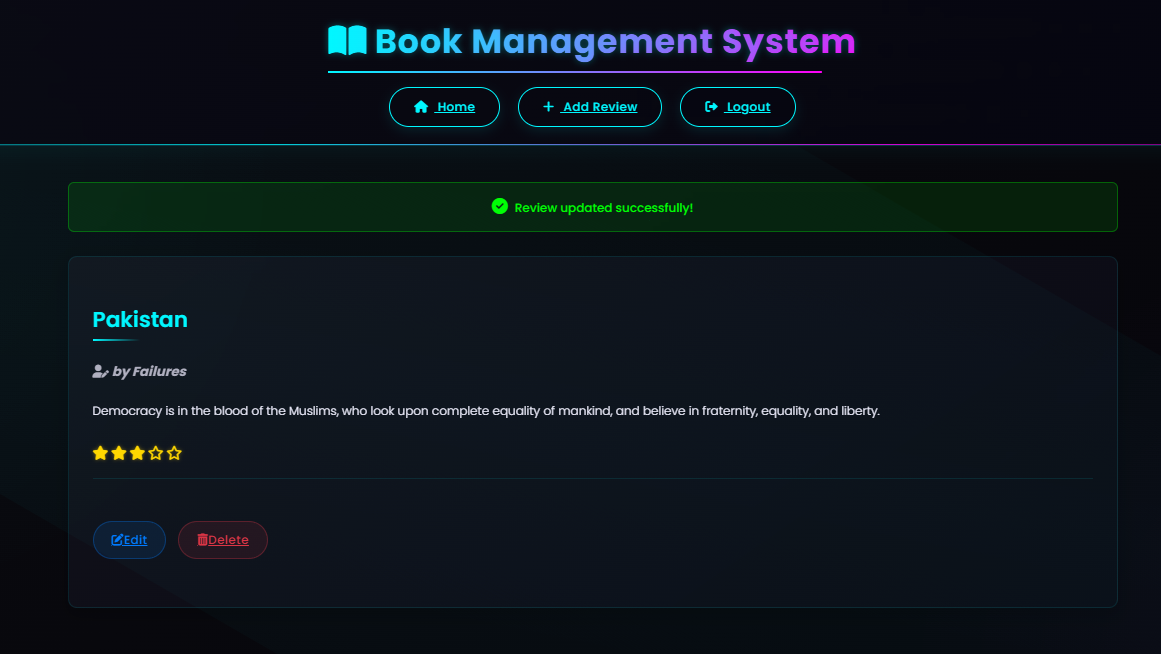 Book Management System
Home
Add Review
Logout
Review updated successfully!
Pakistan
by Failures
Democracy is in the blood of the Muslims, who look upon complete equality of mankind, and believe in fraternity, equality, and liberty.
Edit
Delete